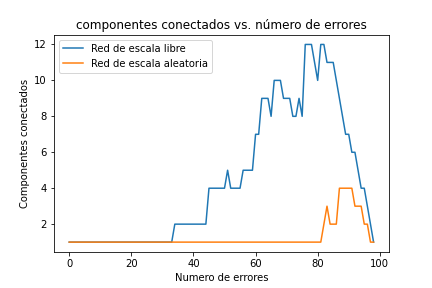 componentes conectados vs. número de errores
Red de escala libre
Red de escala aleatoria
Componentes conectados
12
10
8
6
4
2
0
20
40
60
80
100
Numero de errores